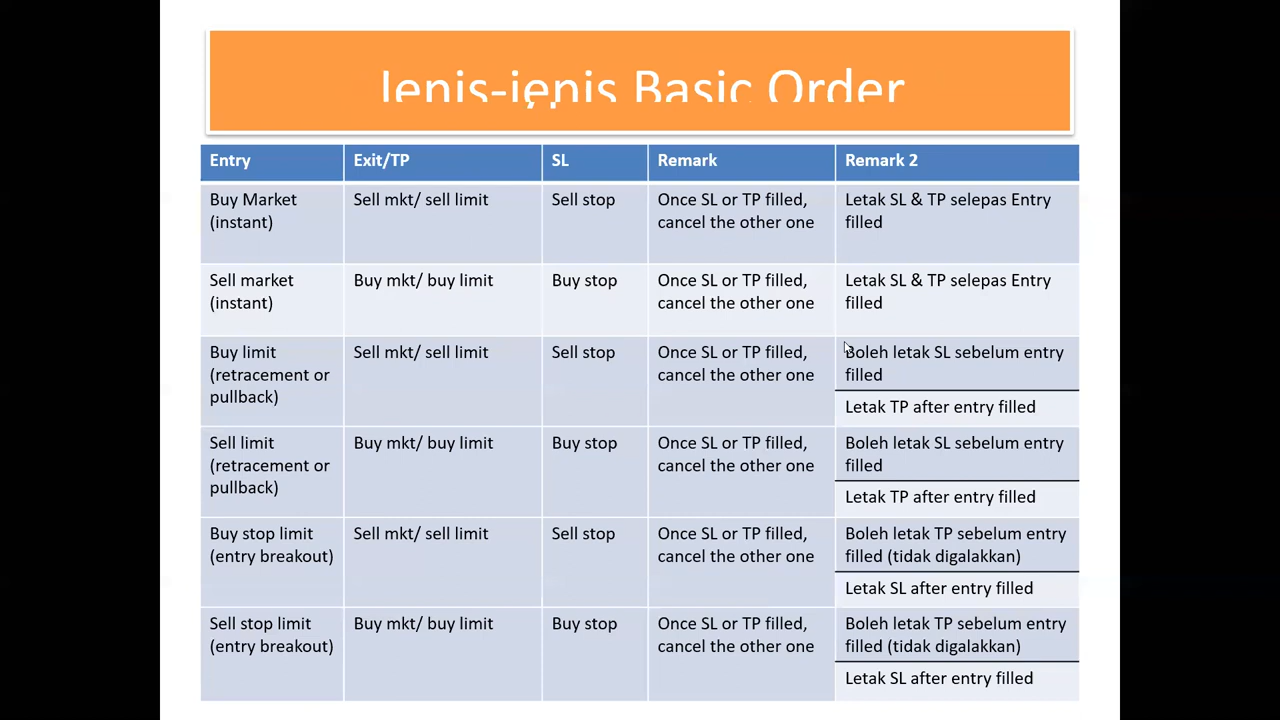 Jenis-jenis Basic Order
Entry Exit/TP SL Remark Remark 2
Buy Market Sell mkt/ sell limit Sell stop Once SL or TP filled, Letak SL & TP selepas Entry
(instant) cancel the other one filled
Sell market Buy mkt/ buy limit Buy stop Once SL or TP filled, Letak SL & TP selepas Entry
(instant) cancel the other one filled
Buy limit Sell mkt/ sell limit Sell stop Once SL or TP filled, Boleh letak SL sebelum entry
(retracement or cancel the other one filled
pullback) Letak TP after entry filled
Sell limit Buy mkt/ buy limit Buy stop Once SL or TP filled, Boleh letak SL sebelum entry
(retracement or cancel the other one filled
pullback) Letak TP after entry filled
Buy stop limit Sell mkt/ sell limit Sell stop Once SL or TP filled, Boleh letak TP sebelum entry
(entry breakout) cancel the other one filled (tidak digalakkan)
Letak SL after entry filled
Sell stop limit Buy mkt/ buy limit Buy stop Once SL or TP filled, Boleh letak TP sebelum entry
(entry breakout) cancel the other one filled (tidak digalakkan)
Letak SL after entry filled